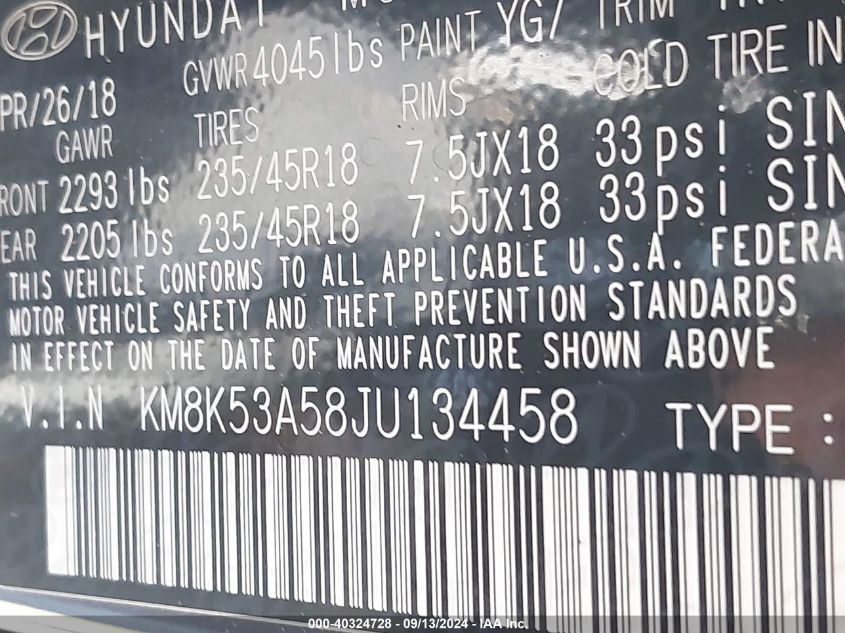 HYUNDAI
GVWR 4045 lbs PAINT YG/ TRIM
PR/26/18
GAWR TIRES RIMS COLD TIRE IN
RONT 2293 lbs 235/45R18 7.5JX18 33psi SIN
EAR 2205 lbs 235/45R18 7.5JX18 33psi SIN
THIS VEHICLE CONFORMS TO ALL APPLICABLE U.S.A. FEDERA
MOTOR VEHICLE SAFETY AND THEFT PREVENTION STANDARDS
IN EFFECT ON THE DATE OF MANUFACTURE SHOWN ABOVE
V.I.N KM8K53A58JU134458 TYPE :
000-40324728 - 09/13/2024 - IAA Inc.